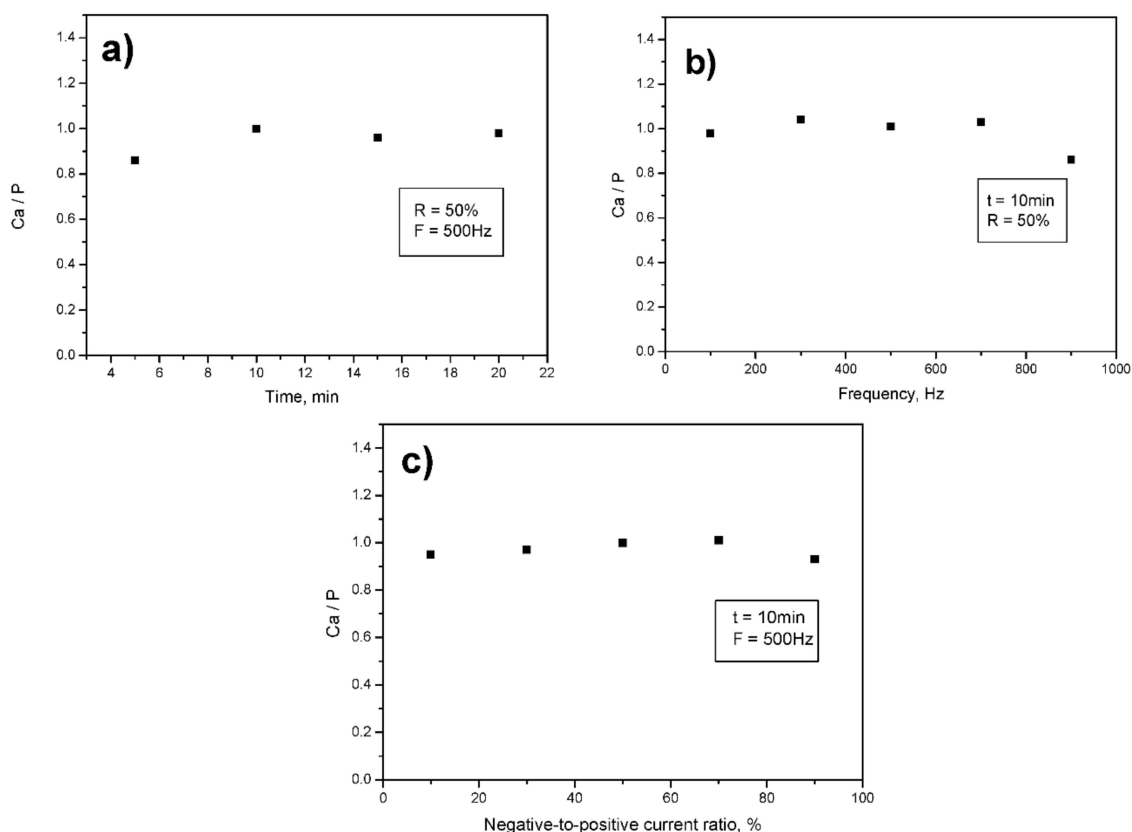 a)
Ca / P
1.4
1.2
1.0
0.8
0.6
0.4
0.2
0.0
R = 50%
F = 500Hz
4 6 8 10 12 14 16 18 20 22
Time, min
b)
Ca / P
1.4
1.2
1.0
0.8
0.6
0.4
0.2
0.0
t = 10min
R = 50%
0 200 400 600 800 1000
Frequency, Hz
c)
Ca / P
1.4
1.2
1.0
0.8
0.6
0.4
0.2
0.0
t = 10min
F = 500Hz
0 20 40 60 80 100
Negative-to-positive current ratio, %